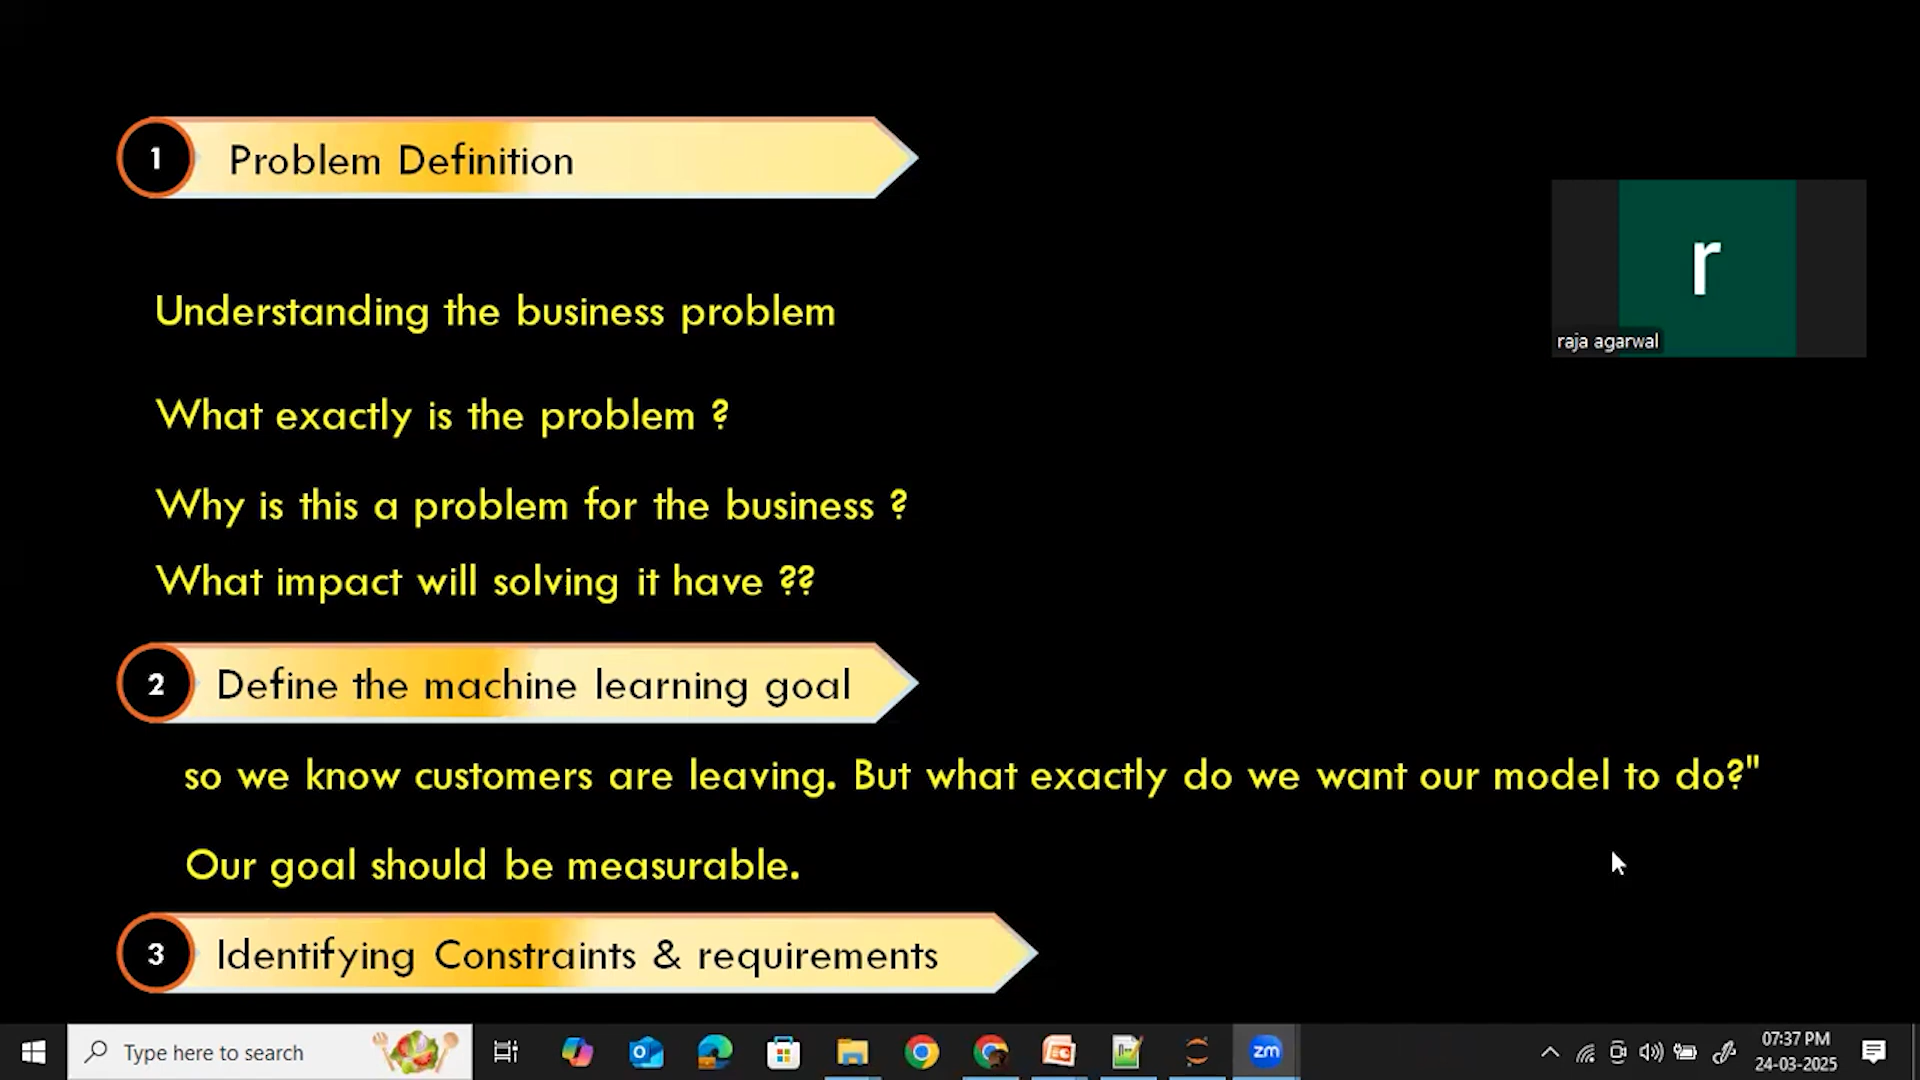 1
Problem Definition
Understanding the business problem
r
raja agarwal
What exactly is the problem ?
Why is this a problem for the business ?
What impact will solving it have ??
2
Define the machine learning goal
so we know customers are leaving. But what exactly do we want our model to do?"
Our goal should be measurable.
3
Identifying Constraints & requirements
Type here to search
zm
07:37 PM
24-03-2025